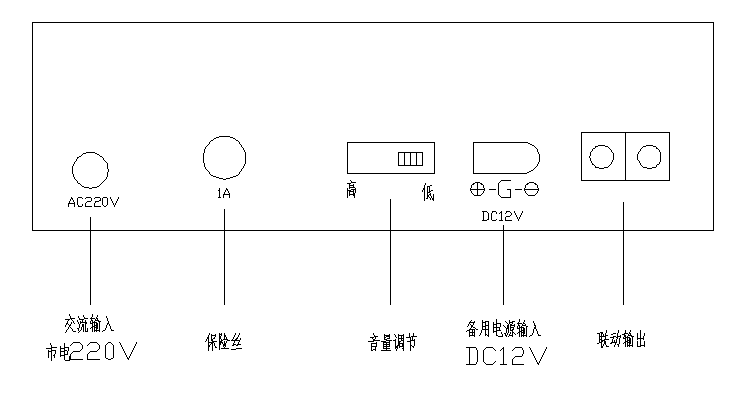 AC220V
1A
高 低
⊕-G-⊖
DC12V
交流输入
市电220V
保险丝
音量调节
备用电源输入
DC12V
联动输出